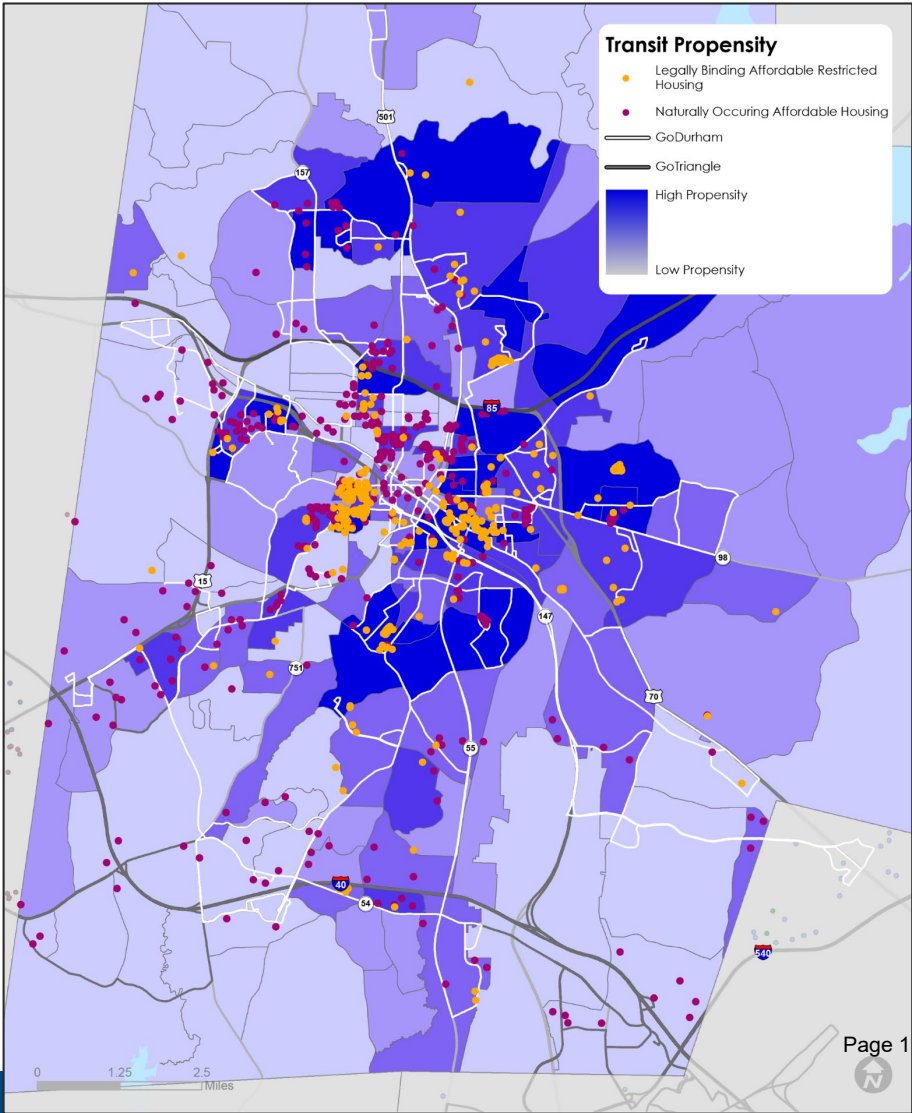 Transit Propensity
Legally Binding Affordable Restricted
Housing
Naturally Occuring Affordable Housing
GoDurham
GoTriangle
High Propensity
Low Propensity
501
157
85
15
98
147
751
70
55
40
54
540
Page 1
0 1.25 2.5
Miles
N